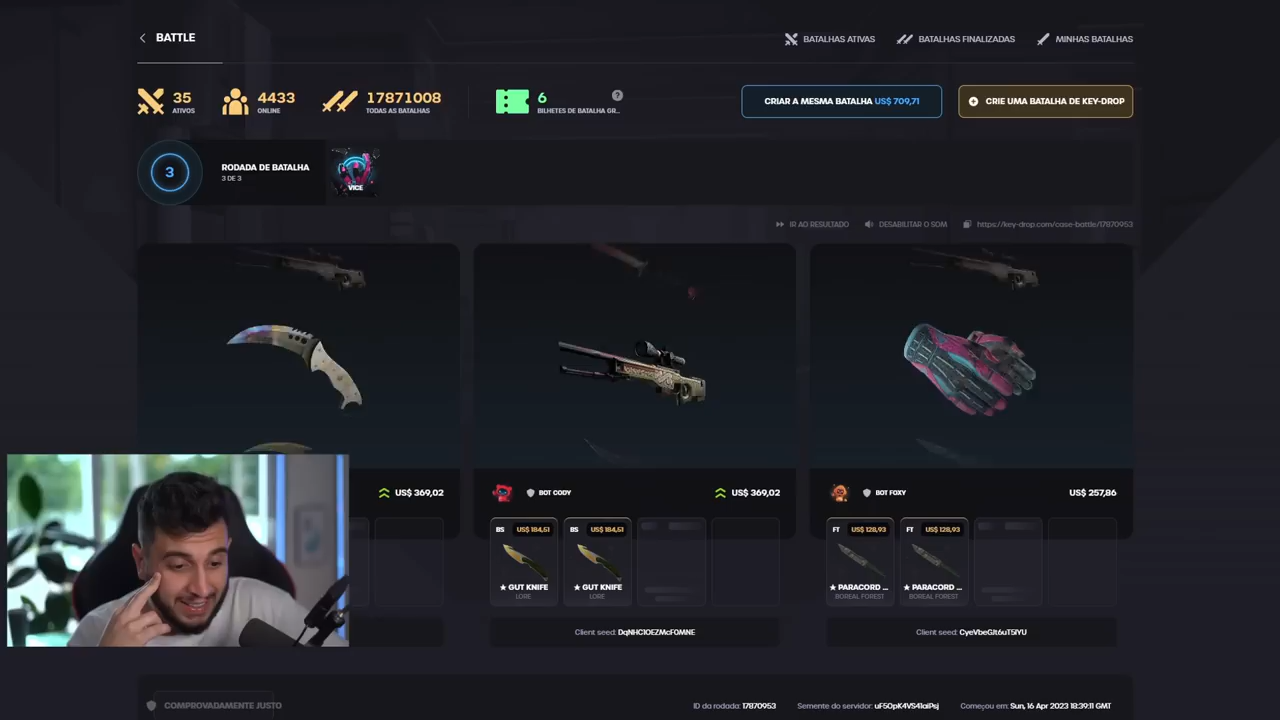 BATTLE
BATALHAS ATIVAS
BATALHAS FINALIZADAS
MINHAS BATALHAS
35
ATIVOS
4433
ONLINE
17871008
TODAS AS BATALHAS
6
BILHETES DE BATALHA GR...
?
CRIAR A MESMA BATALHA US$ 709,71
CRIE UMA BATALHA DE KEY-DROP
3
RODADA DE BATALHA
3 DE 3
VICE
IR AO RESULTADO
DESABILITAR O SOM
https://key-drop.com/case-battle/17870953
US$ 369,02
BOT CODY
US$ 369,02
BOT FOXY
US$ 257,86
BS US$ 184,51
BS US$ 184,51
FT US$ 128,93
FT US$ 128,93
★ GUT KNIFE
LORE
★ GUT KNIFE
LORE
★ PARACORD ...
BOREAL FOREST
★ PARACORD ...
BOREAL FOREST
Client seed: DqNHC1OEZMcFOMNE
Client seed: CyeVbeGJt6uT5IYU
COMPROVADAMENTE JUSTO
ID da rodada: 17870953
Semente do servidor: uF5OpK4VS41aiPsj
Começou em: Sun, 16 Apr 2023 18:39:11 GMT